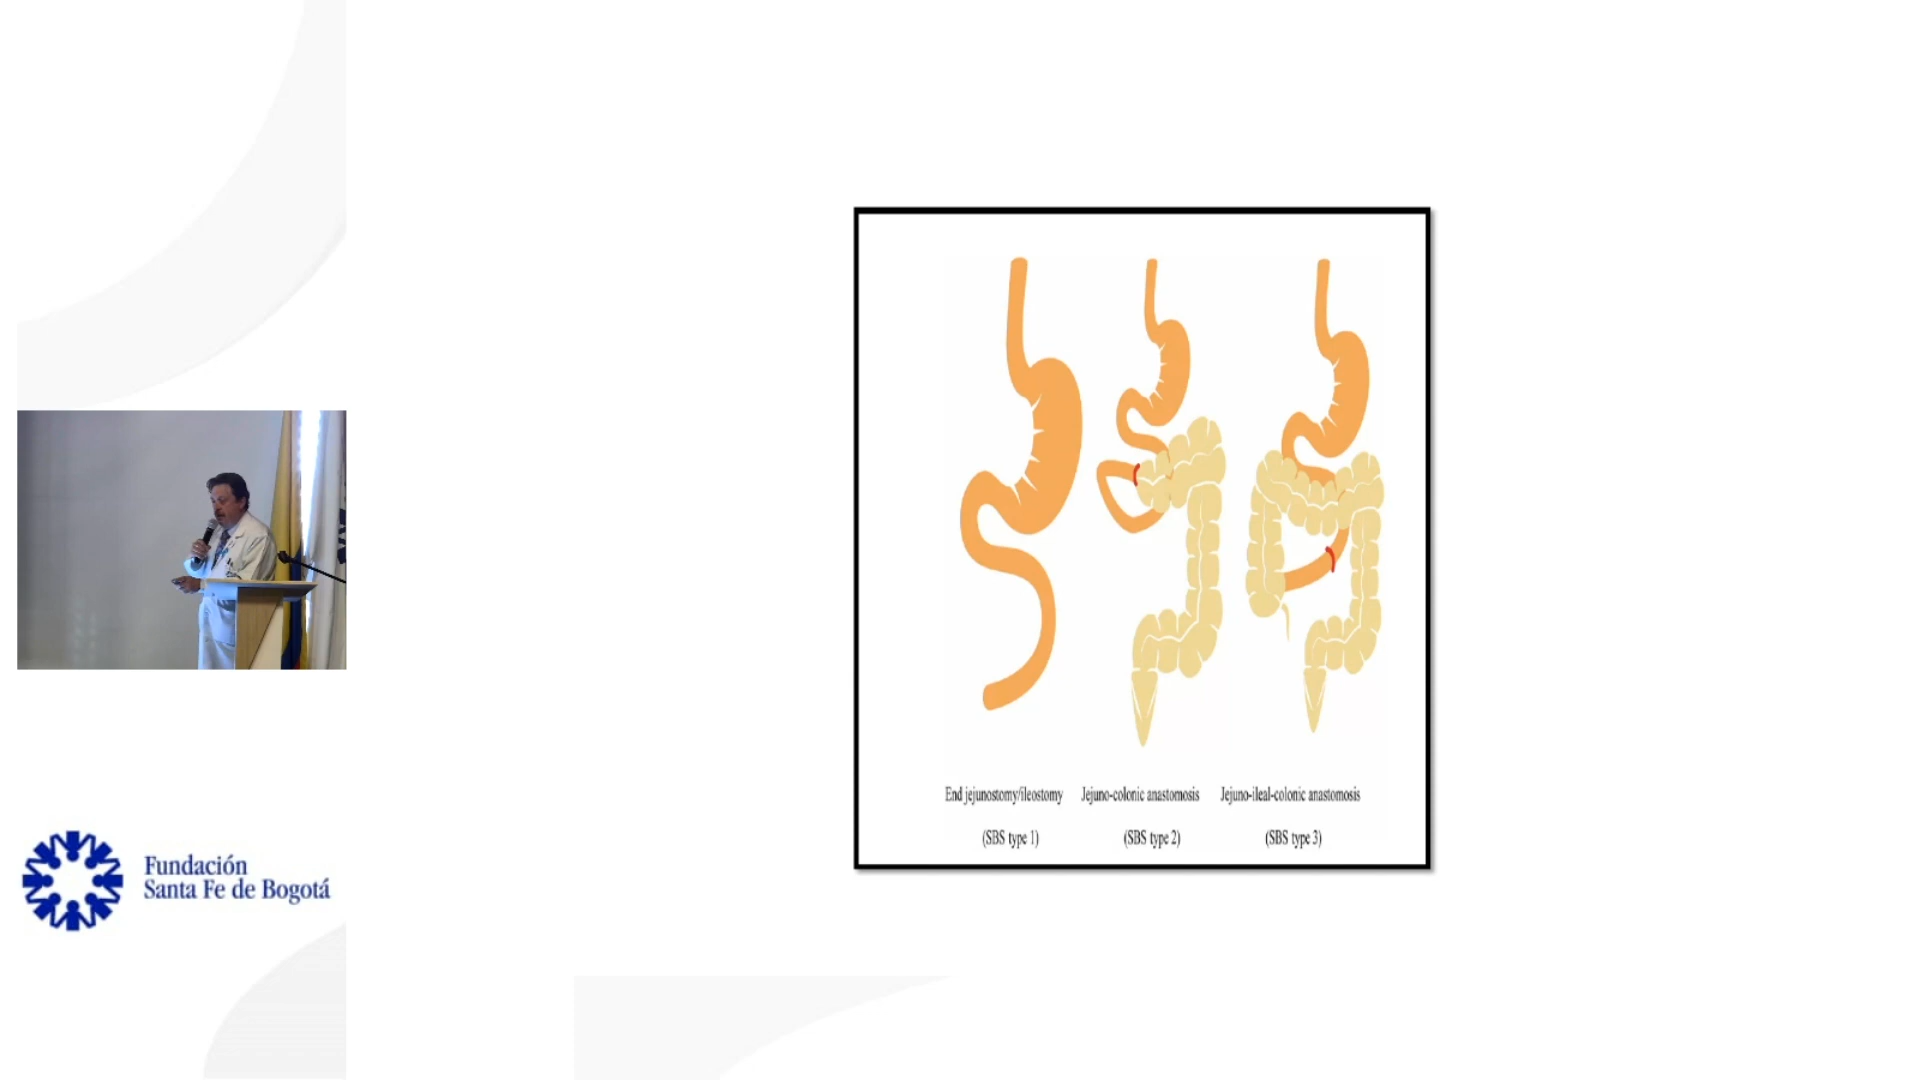 End jejunostomy/ileostomy
Jejuno-colonic anastomosis
Jejuno-ileal-colonic anastomosis
(SBS type 1)
(SBS type 2)
(SBS type 3)
Fundación
Santa Fe de Bogotá